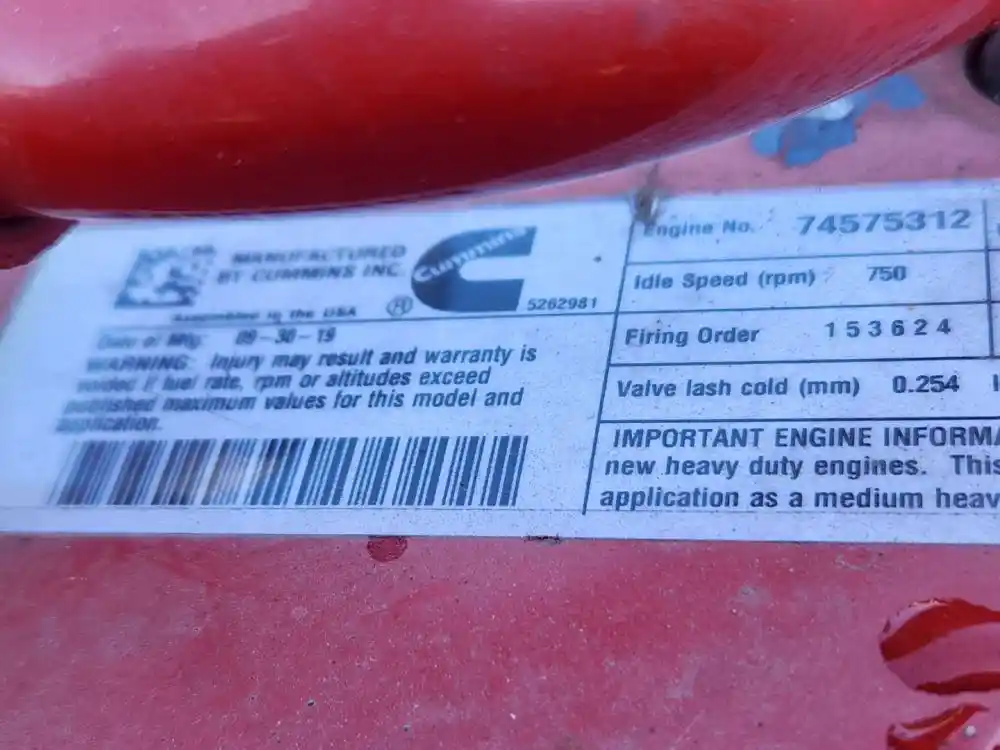 MANUFACTURED
BY CUMMINS INC.
Assembled in the USA
®
Cummins
5262981
Date of Mfg: 09-30-19
WARNING: Injury may result and warranty is
voided if fuel rate, rpm or altitudes exceed
published maximum values for this model and
application.
Engine No. 74575312
Idle Speed (rpm) 750
Firing Order 1 5 3 6 2 4
Valve lash cold (mm) 0.254
IMPORTANT ENGINE INFORMA
new heavy duty engines. This
application as a medium heav